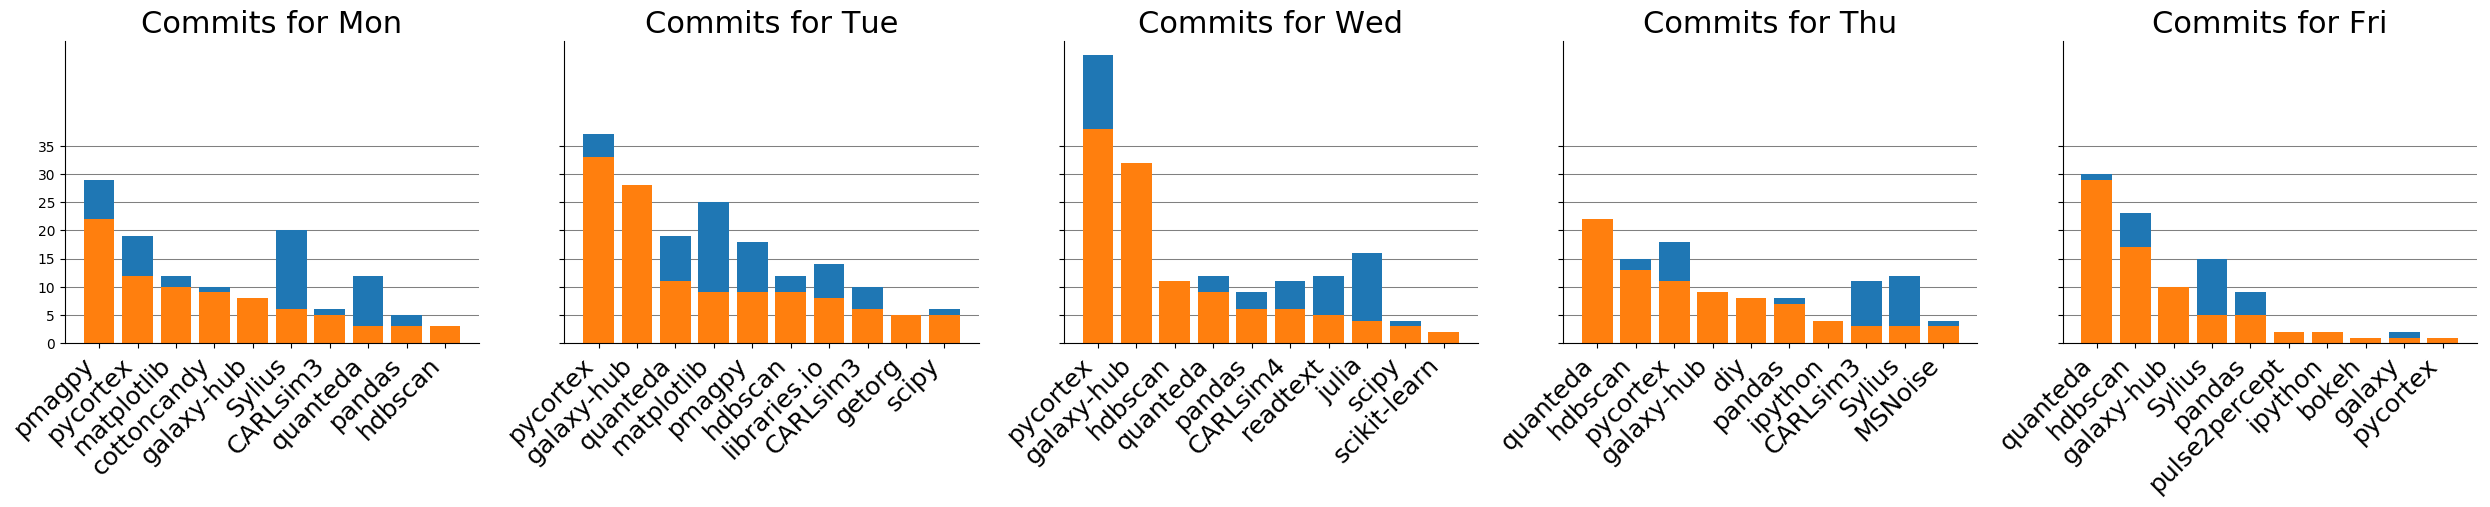 Commits for Mon
Commits for Tue
Commits for Wed
Commits for Thu
Commits for Fri
35
30
25
20
15
10
5
0
pmagpy
pycortex
matplotlib
cottoncandy
galaxy-hub
Sylius
CARLsim3
quanteda
pandas
hdbscan
pycortex
galaxy-hub
quanteda
matplotlib
pmagpy
hdbscan
libraries.io
CARLsim3
getorg
scipy
pycortex
galaxy-hub
hdbscan
quanteda
pandas
CARLsim4
readtext
julia
scipy
scikit-learn
quanteda
hdbscan
pycortex
galaxy-hub
diy
pandas
ipython
CARLsim3
Sylius
MSNoise
quanteda
hdbscan
galaxy-hub
Sylius
pandas
pulse2percept
ipython
bokeh
galaxy
pycortex